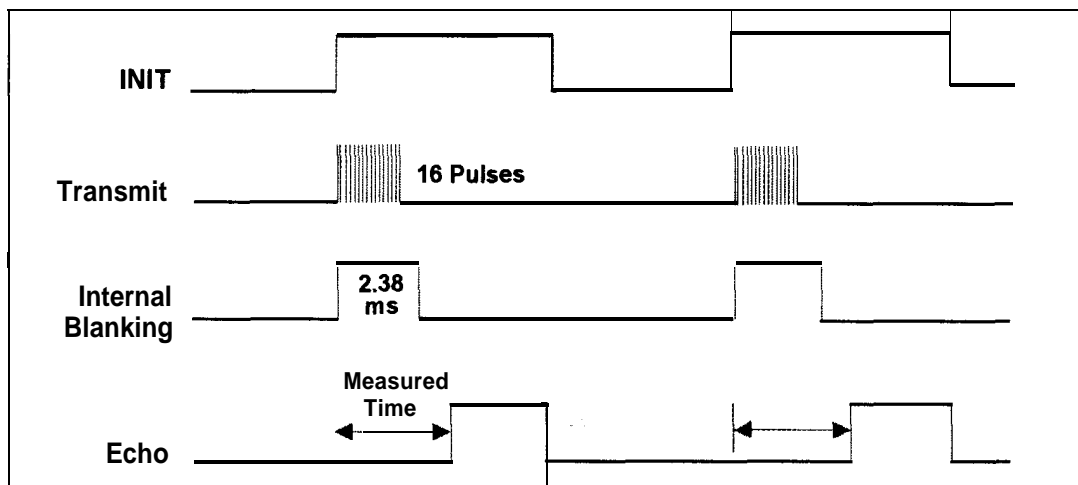 INIT
Transmit
16 Pulses
Internal
Blanking
2.38
ms
Measured
Time
Echo